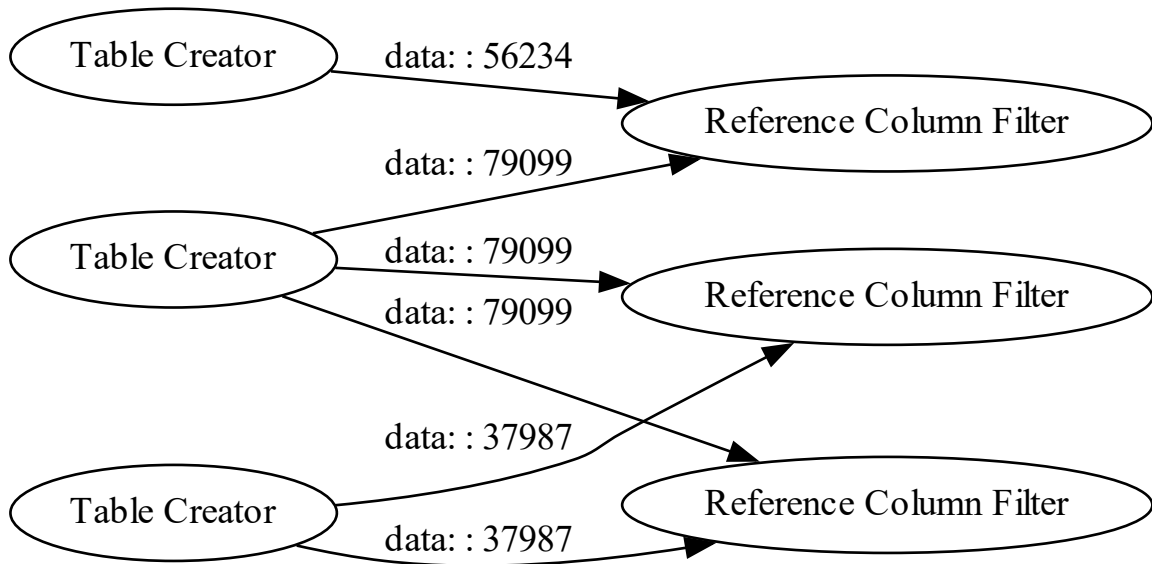 Table Creator
data: : 56234
Reference Column Filter
data: : 79099
Table Creator
data: : 79099
Reference Column Filter
data: : 79099
data: : 37987
Table Creator
Reference Column Filter
data: : 37987